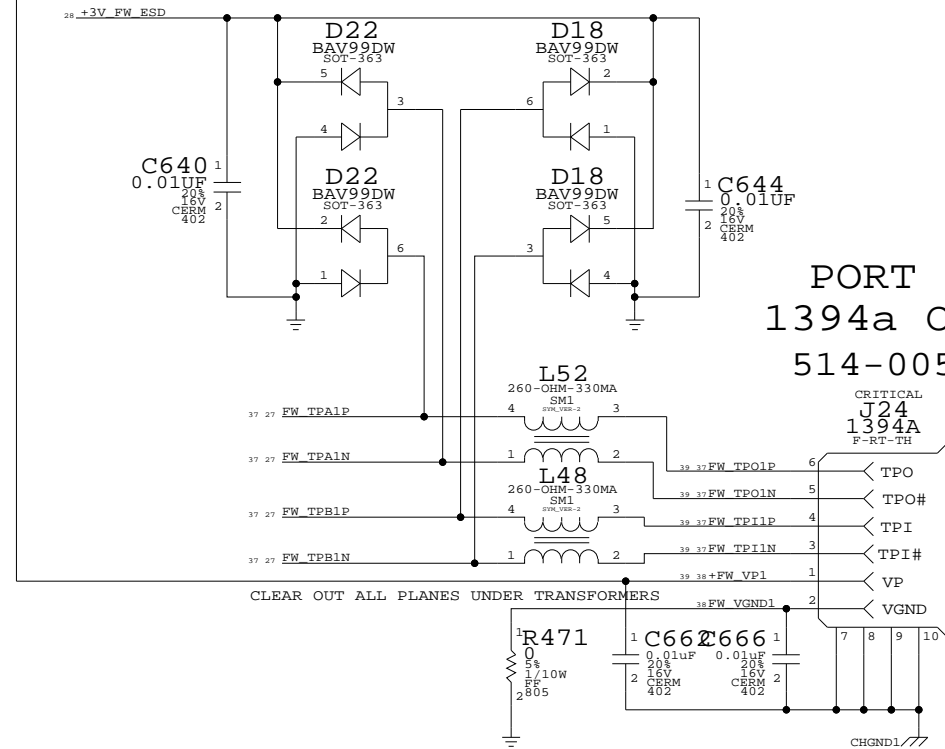 28 +3V_FW_ESD
D22
BAV99DW
SOT-363
5
3
4
D18
BAV99DW
SOT-363
2
6
1
C640
0.01UF
20%
16V
CERM
402
1
2
D22
BAV99DW
SOT-363
2
6
1
D18
BAV99DW
SOT-363
5
3
4
1
2
C644
0.01UF
20%
16V
CERM
402
PORT
1394a
514-005
CRITICAL
J24
1394A
F-RT-TH
L52
260-OHM-330MA
SM1
SYM_VER-2
37 27 FW_TPA1P
4
3
37 27 FW_TPA1N
1
2
L48
260-OHM-330MA
SM1
SYM_VER-2
37 27 FW_TPB1P
4
3
37 27 FW_TPB1N
1
2
39 37 FW_TPO1P
6
TPO
39 37 FW_TPO1N
5
TPO#
39 37 FW_TPI1P
4
TPI
39 37 FW_TPI1N
3
TPI#
39 38 +FW_VP1
1
VP
38 FW_VGND1
2
VGND
CLEAR OUT ALL PLANES UNDER TRANSFORMERS
1
R471
0
5%
1/10W
FF
805
2
1
C662
0.01uF
20%
16V
CERM
402
2
C666
0.01uF
20%
16V
CERM
402
1
2
7
8
9
10
CHGND1